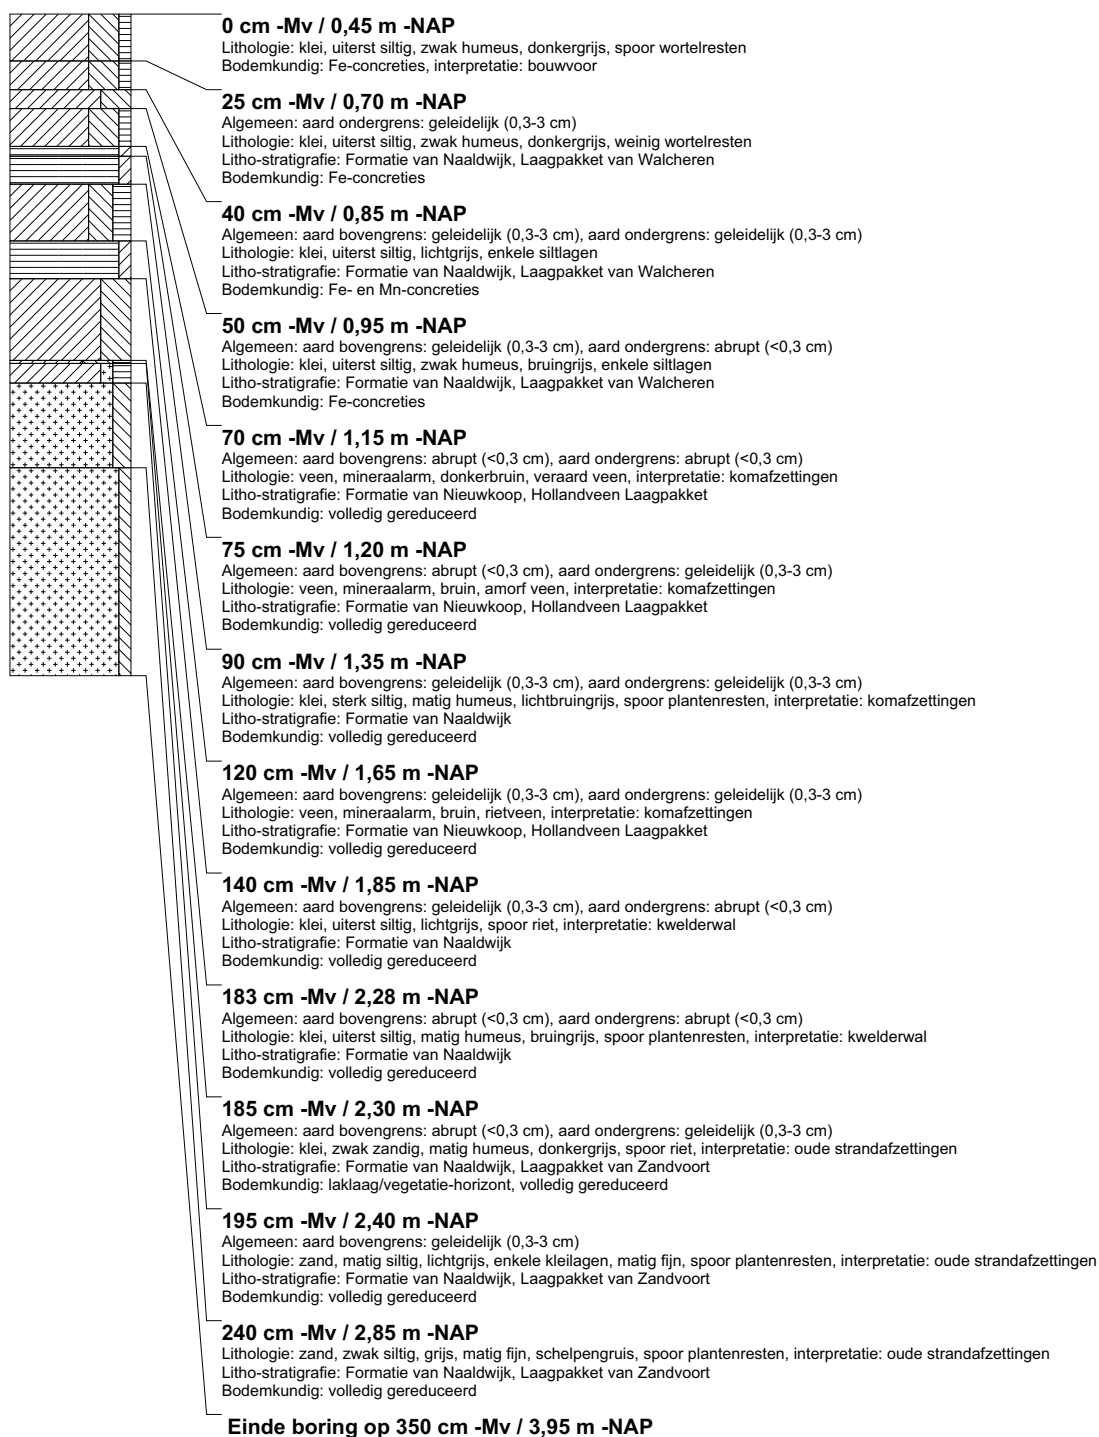 0 cm -Mv / 0,45 m -NAP
Lithologie: klei, uiterst siltig, zwak humeus, donkergrijs, spoor wortelresten
Bodemkundig: Fe-concreties, interpretatie: bouwvoor
25 cm -Mv / 0,70 m -NAP
Algemeen: aard ondergrens: geleidelijk (0,3-3 cm)
Lithologie: klei, uiterst siltig, zwak humeus, donkergrijs, weinig wortelresten
Litho-stratigrafie: Formatie van Naaldwijk, Laagpakket van Walcheren
Bodemkundig: Fe-concreties
40 cm -Mv / 0,85 m -NAP
Algemeen: aard bovengrens: geleidelijk (0,3-3 cm), aard ondergrens: geleidelijk (0,3-3 cm)
Lithologie: klei, uiterst siltig, lichtgrijs, enkele siltlagen
Litho-stratigrafie: Formatie van Naaldwijk, Laagpakket van Walcheren
Bodemkundig: Fe- en Mn-concreties
50 cm -Mv / 0,95 m -NAP
Algemeen: aard bovengrens: geleidelijk (0,3-3 cm), aard ondergrens: abrupt (<0,3 cm)
Lithologie: klei, uiterst siltig, zwak humeus, bruingrijs, enkele siltlagen
Litho-stratigrafie: Formatie van Naaldwijk, Laagpakket van Walcheren
Bodemkundig: Fe-concreties
70 cm -Mv / 1,15 m -NAP
Algemeen: aard bovengrens: abrupt (<0,3 cm), aard ondergrens: abrupt (<0,3 cm)
Lithologie: veen, mineraalarm, donkerbruin, veraard veen, interpretatie: komafzettingen
Litho-stratigrafie: Formatie van Nieuwkoop, Hollandveen Laagpakket
Bodemkundig: volledig gereduceerd
75 cm -Mv / 1,20 m -NAP
Algemeen: aard bovengrens: abrupt (<0,3 cm), aard ondergrens: geleidelijk (0,3-3 cm)
Lithologie: veen, mineraalarm, bruin, amorf veen, interpretatie: komafzettingen
Litho-stratigrafie: Formatie van Nieuwkoop, Hollandveen Laagpakket
Bodemkundig: volledig gereduceerd
90 cm -Mv / 1,35 m -NAP
Algemeen: aard bovengrens: geleidelijk (0,3-3 cm), aard ondergrens: geleidelijk (0,3-3 cm)
Lithologie: klei, sterk siltig, matig humeus, lichtbruingrijs, spoor plantenresten, interpretatie: komafzettingen
Litho-stratigrafie: Formatie van Naaldwijk
Bodemkundig: volledig gereduceerd
120 cm -Mv / 1,65 m -NAP
Algemeen: aard bovengrens: geleidelijk (0,3-3 cm), aard ondergrens: geleidelijk (0,3-3 cm)
Lithologie: veen, mineraalarm, bruin, rietveen, interpretatie: komafzettingen
Litho-stratigrafie: Formatie van Nieuwkoop, Hollandveen Laagpakket
Bodemkundig: volledig gereduceerd
140 cm -Mv / 1,85 m -NAP
Algemeen: aard bovengrens: geleidelijk (0,3-3 cm), aard ondergrens: abrupt (<0,3 cm)
Lithologie: klei, uiterst siltig, lichtgrijs, spoor riet, interpretatie: kwelderwal
Litho-stratigrafie: Formatie van Naaldwijk
Bodemkundig: volledig gereduceerd
183 cm -Mv / 2,28 m -NAP
Algemeen: aard bovengrens: abrupt (<0,3 cm), aard ondergrens: abrupt (<0,3 cm)
Lithologie: klei, uiterst siltig, matig humeus, bruingrijs, spoor plantenresten, interpretatie: kwelderwal
Litho-stratigrafie: Formatie van Naaldwijk
Bodemkundig: volledig gereduceerd
185 cm -Mv / 2,30 m -NAP
Algemeen: aard bovengrens: abrupt (<0,3 cm), aard ondergrens: geleidelijk (0,3-3 cm)
Lithologie: klei, zwak zandig, matig humeus, donkergrijs, spoor riet, interpretatie: oude strandafzettingen
Litho-stratigrafie: Formatie van Naaldwijk, Laagpakket van Zandvoort
Bodemkundig: laklaag/vegetatie-horizont, volledig gereduceerd
195 cm -Mv / 2,40 m -NAP
Algemeen: aard bovengrens: geleidelijk (0,3-3 cm)
Lithologie: zand, matig siltig, lichtgrijs, enkele kleilagen, matig fijn, spoor plantenresten, interpretatie: oude strandafzettingen
Litho-stratigrafie: Formatie van Naaldwijk, Laagpakket van Zandvoort
Bodemkundig: volledig gereduceerd
240 cm -Mv / 2,85 m -NAP
Lithologie: zand, zwak siltig, grijs, matig fijn, schelpengruis, spoor plantenresten, interpretatie: oude strandafzettingen
Litho-stratigrafie: Formatie van Naaldwijk, Laagpakket van Zandvoort
Bodemkundig: volledig gereduceerd
Einde boring op 350 cm -Mv / 3,95 m -NAP